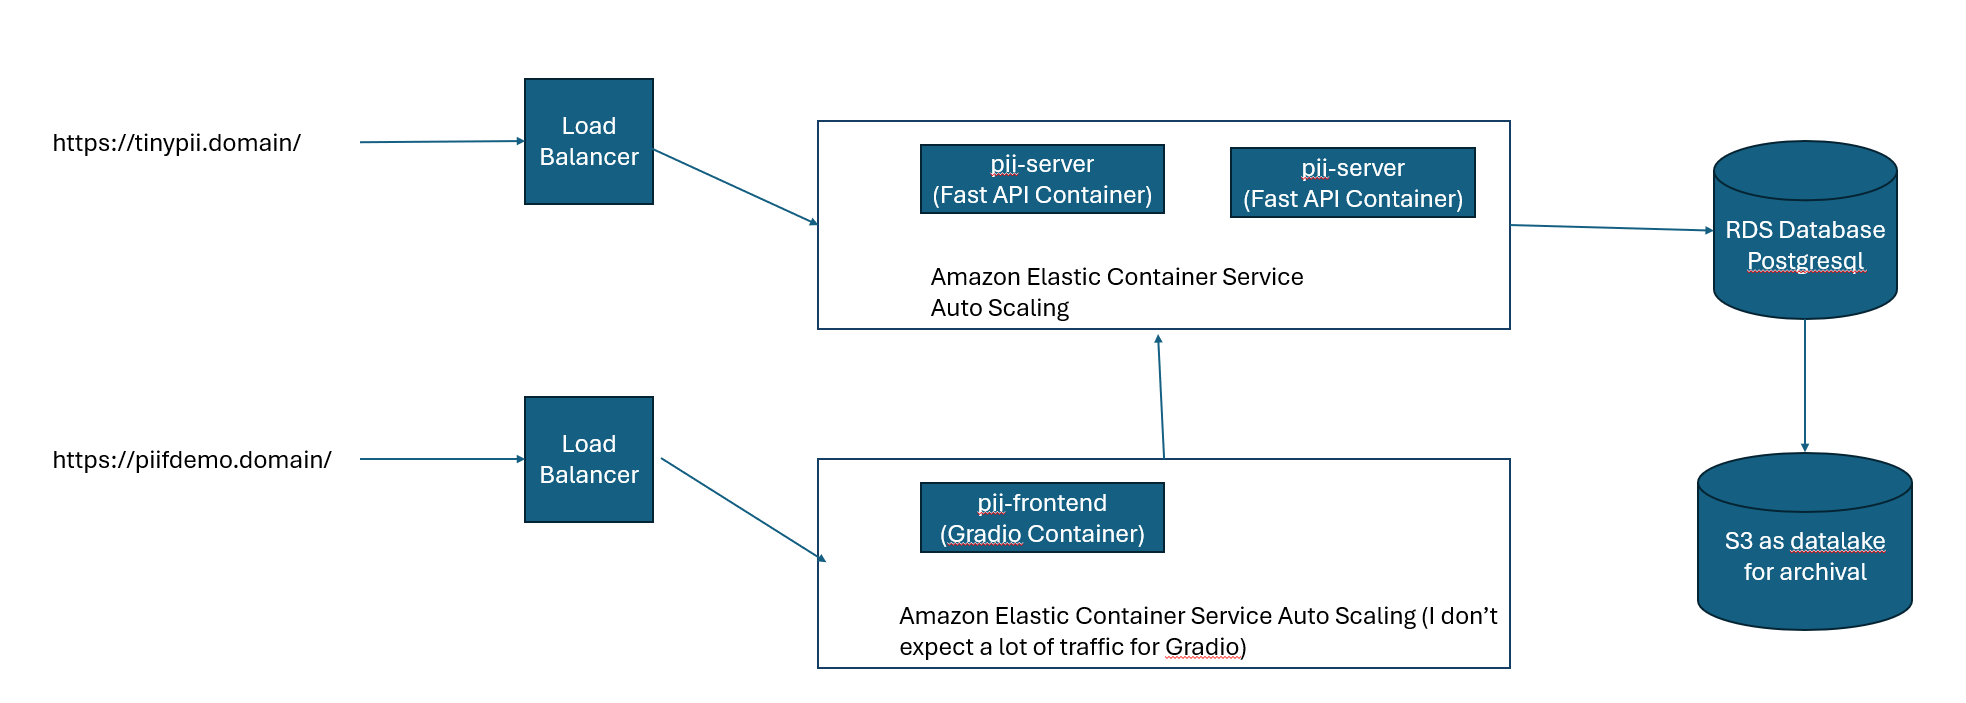 https://tinypii.domain/
Load
Balancer
pii-server
(Fast API Container)
pii-server
(Fast API Container)
Amazon Elastic Container Service
Auto Scaling
RDS Database
Postgresql
https://piifdemo.domain/
Load
Balancer
pii-frontend
(Gradio Container)
Amazon Elastic Container Service Auto Scaling (I don’t
expect a lot of traffic for Gradio)
S3 as datalake
for archival